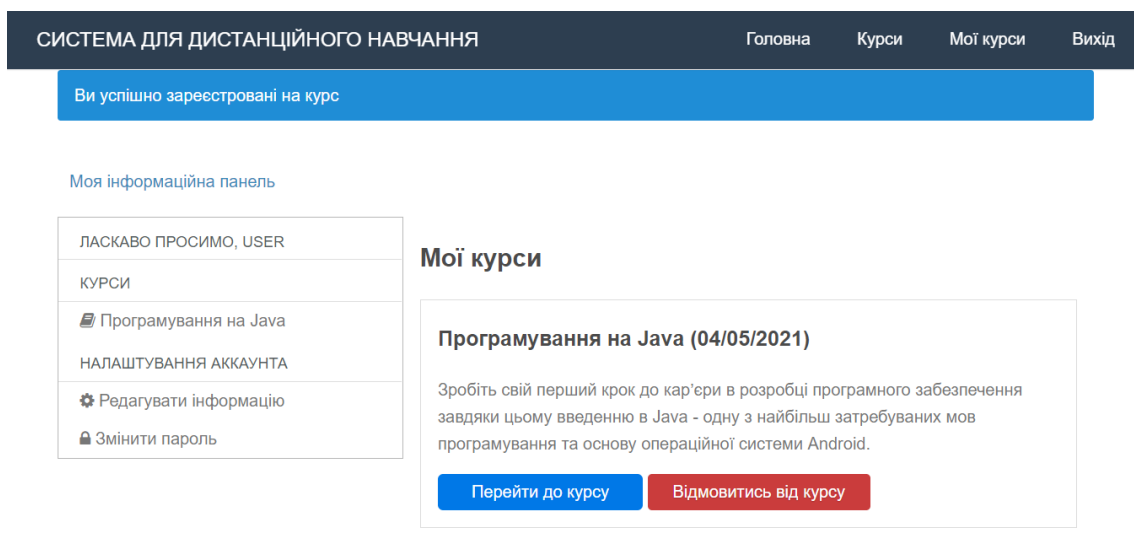 СИСТЕМА ДЛЯ ДИСТАНЦІЙНОГО НАВЧАННЯ
Головна
Курси
Мої курси
Вихід
Ви успішно зареєстровані на курс
Моя інформаційна панель
ЛАСКАВО ПРОСИМО, USER
КУРСИ
Програмування на Java
НАЛАШТУВАННЯ АККАУНТА
Редагувати інформацію
Змінити пароль
Мої курси
Програмування на Java (04/05/2021)
Зробіть свій перший крок до кар’єри в розробці програмного забезпечення
завдяки цьому введенню в Java - одну з найбільш затребуваних мов
програмування та основу операційної системи Android.
Перейти до курсу
Відмовитись від курсу